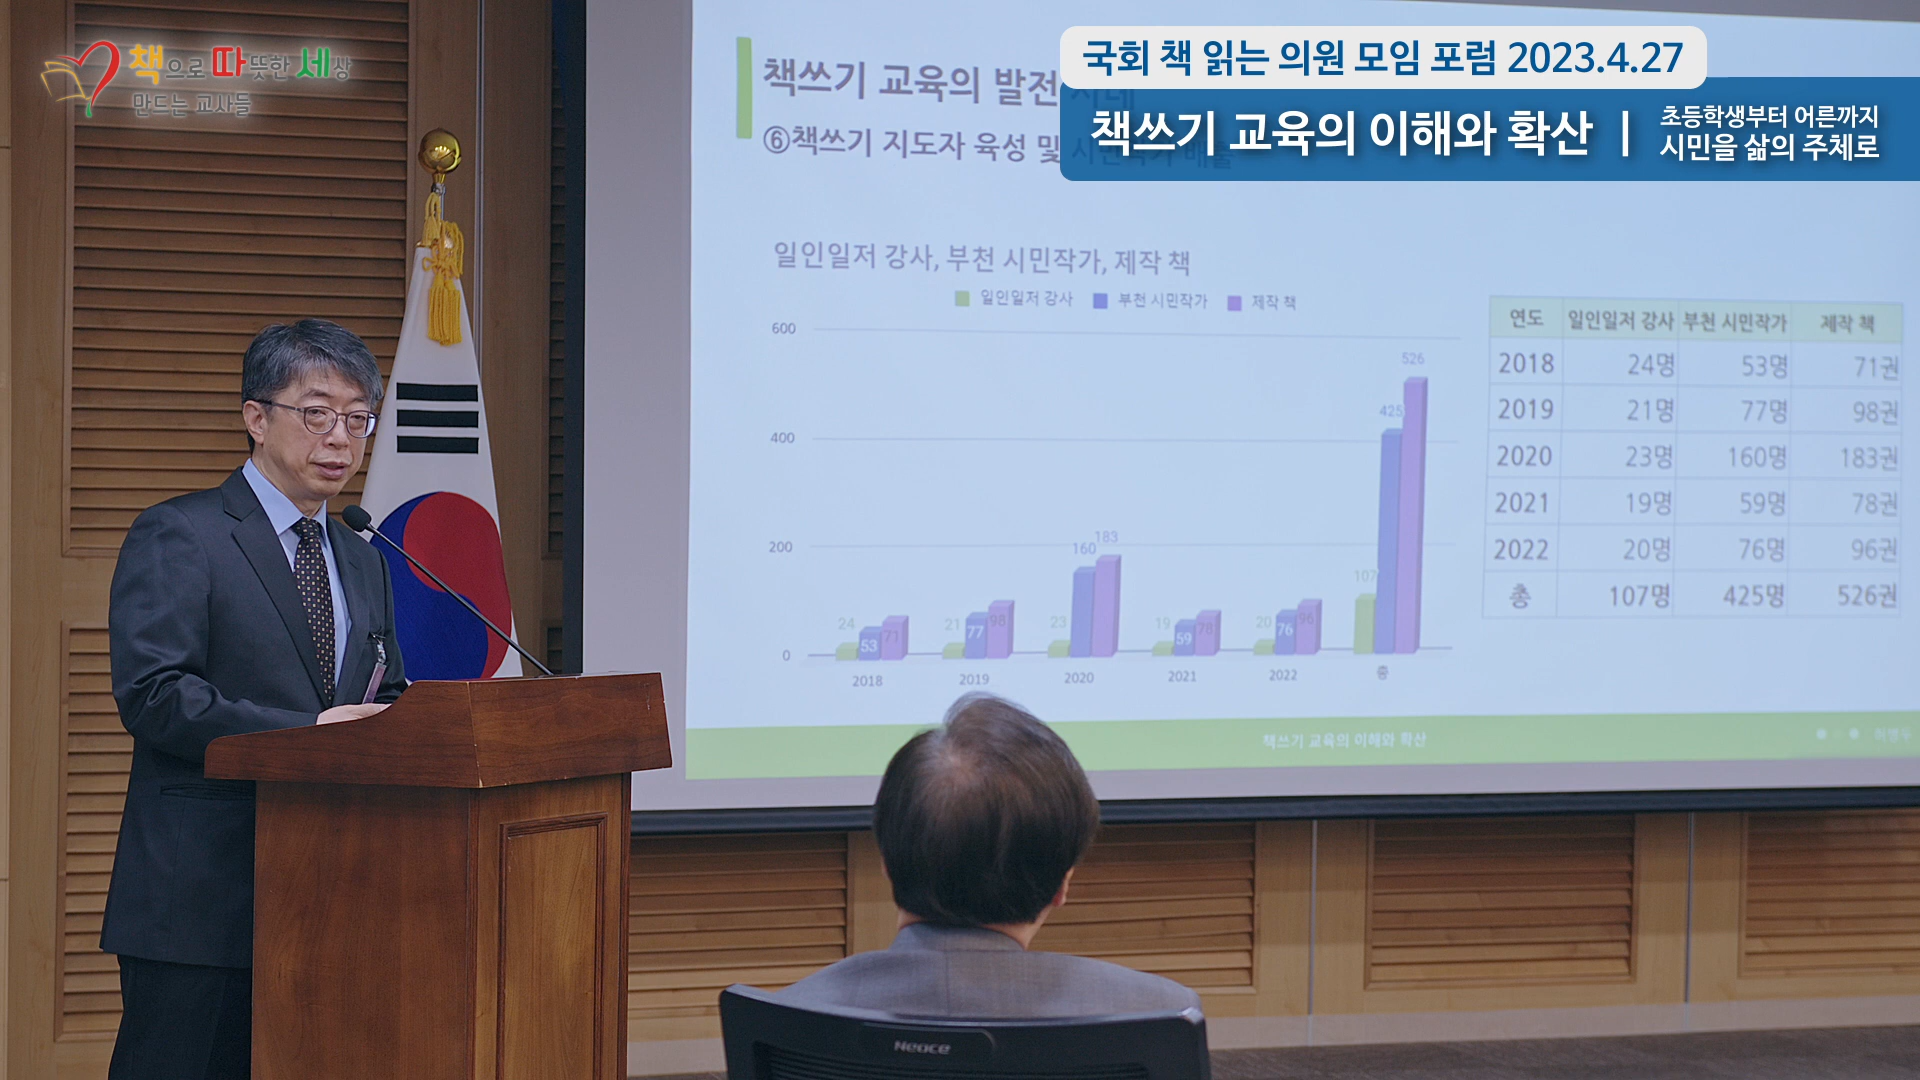 책으로 따뜻한 세상
만드는 교사들
국회 책 읽는 의원 모임 포럼 2023.4.27
책쓰기 교육의 이해와 확산 | 초등학생부터 어른까지
시민을 삶의 주체로
책쓰기 교육의 발전 사례
⑥책쓰기 지도자 육성 및 시민작가 배출
일인일저 강사, 부천 시민작가, 제작 책
일인일저 강사 부천 시민작가 제작 책
600
400
200
0
24 53 71
21 77 98
23 160 183
19 59 78
20 76 96
107 425 526
2018 2019 2020 2021 2022 총
연도 일인일저 강사 부천 시민작가 제작 책
2018 24명 53명 71권
2019 21명 77명 98권
2020 23명 160명 183권
2021 19명 59명 78권
2022 20명 76명 96권
총 107명 425명 526권
책쓰기 교육의 이해와 확산
Neoce